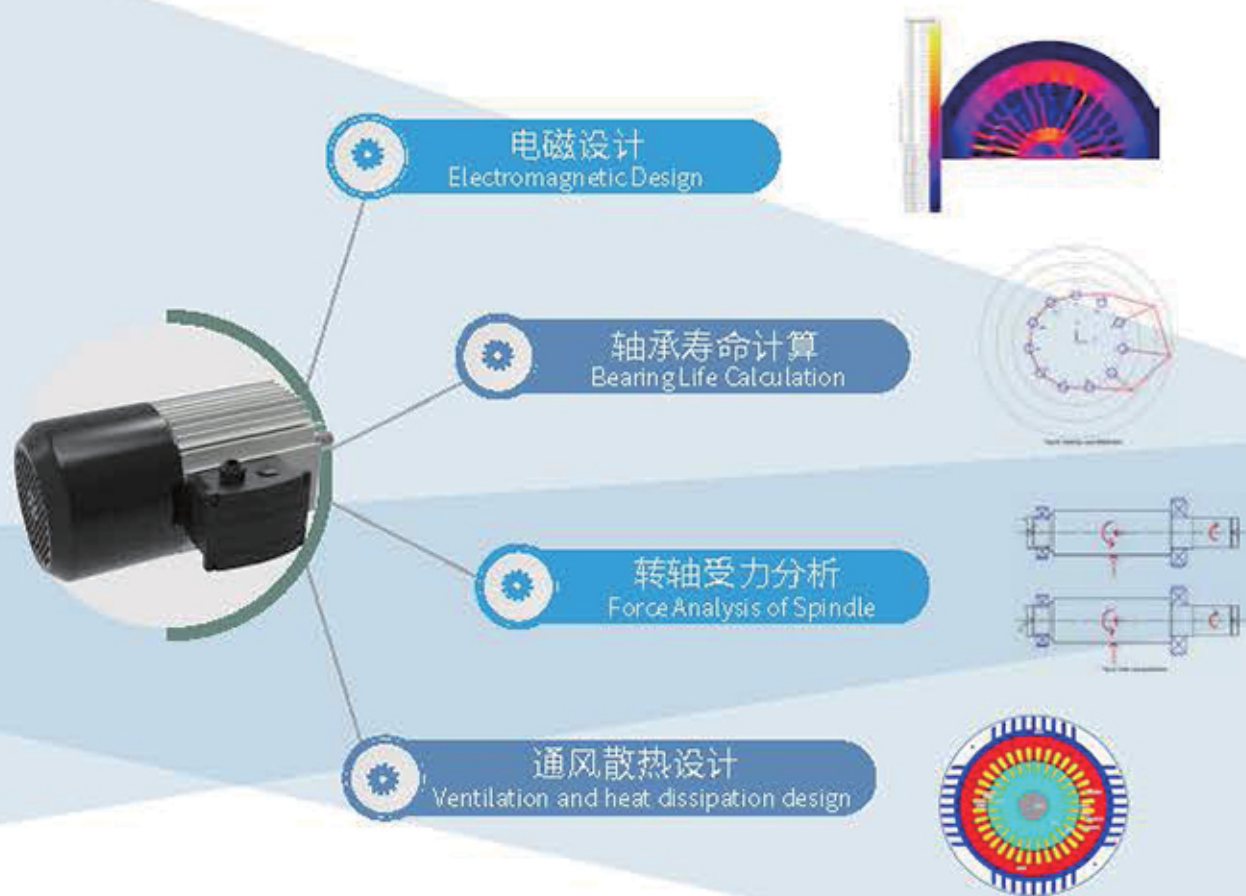 电磁设计
Electromagnetic Design
轴承寿命计算
Bearing Life Calculation
转轴受力分析
Force Analysis of Spindle
通风散热设计
Ventilation and heat dissipation design